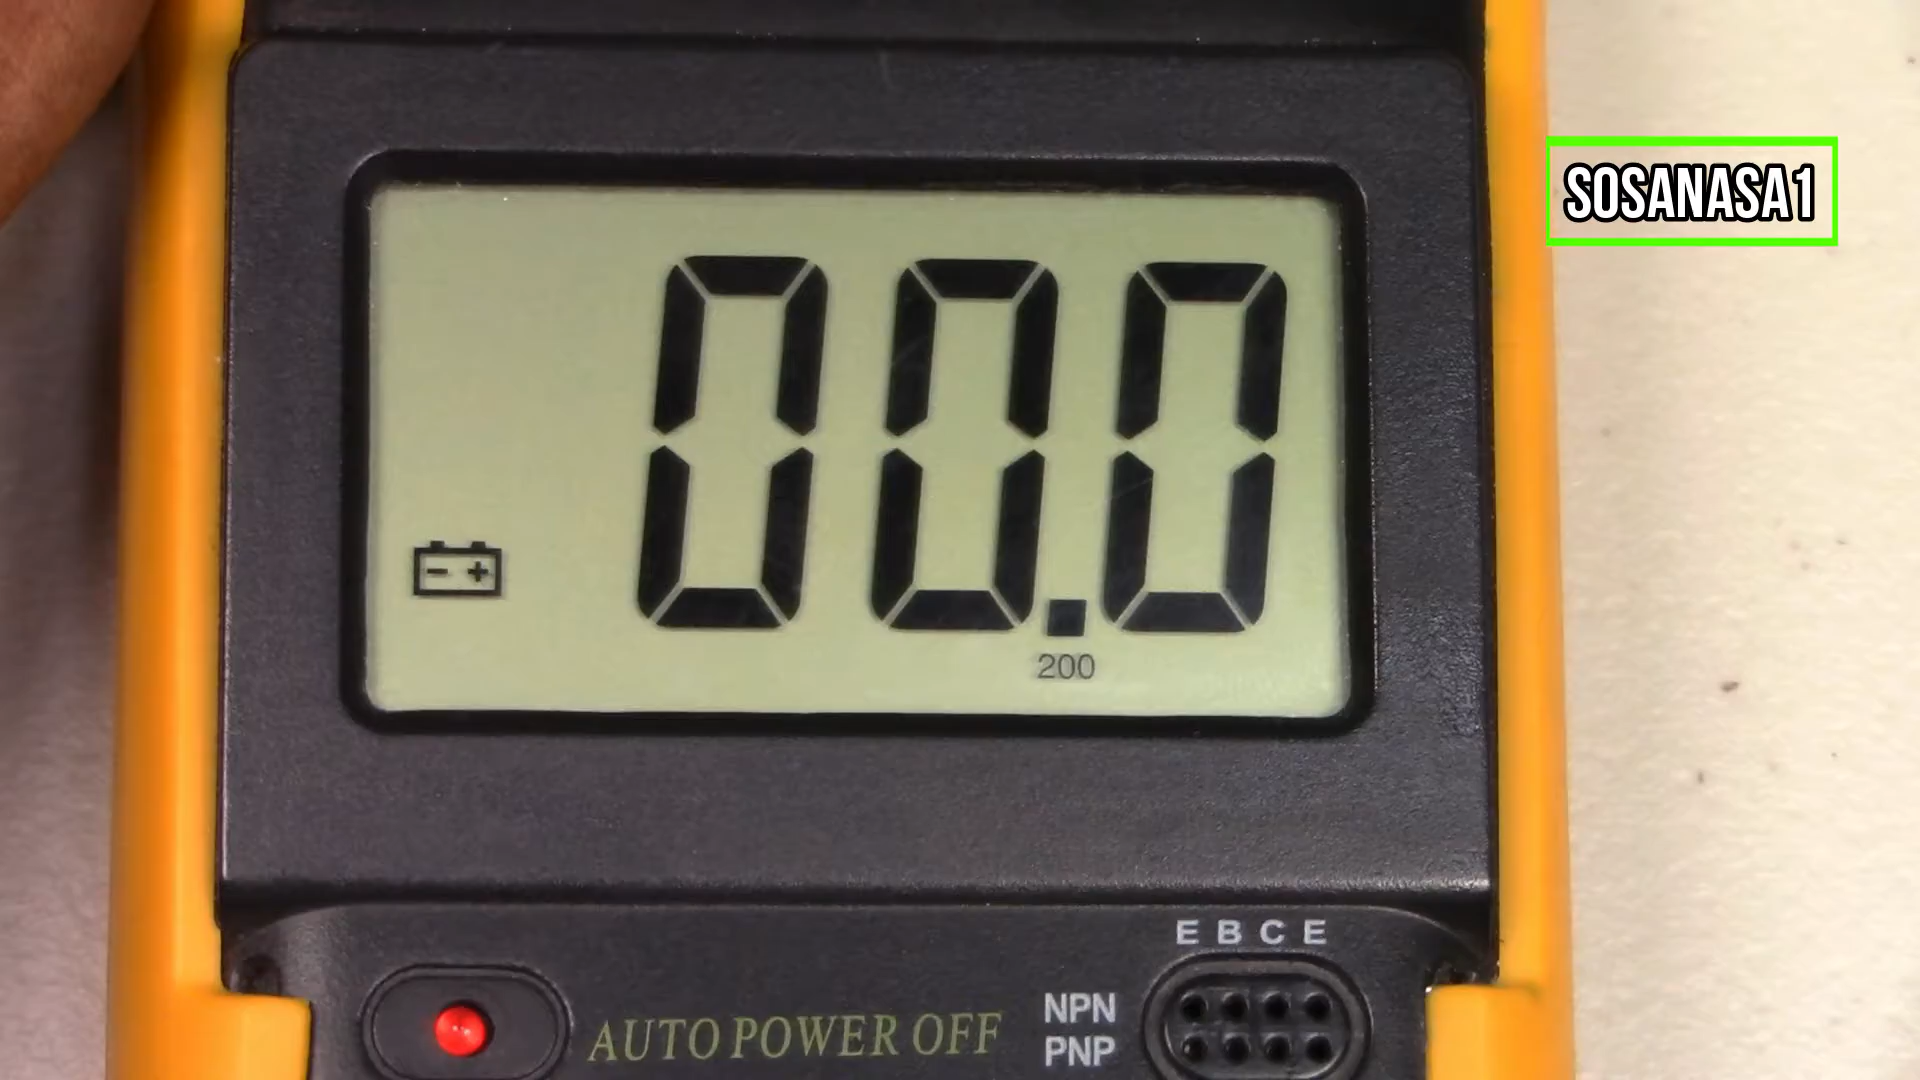 SOSANASA1
00.0
200
E B C E
AUTO POWER OFF
NPN
PNP